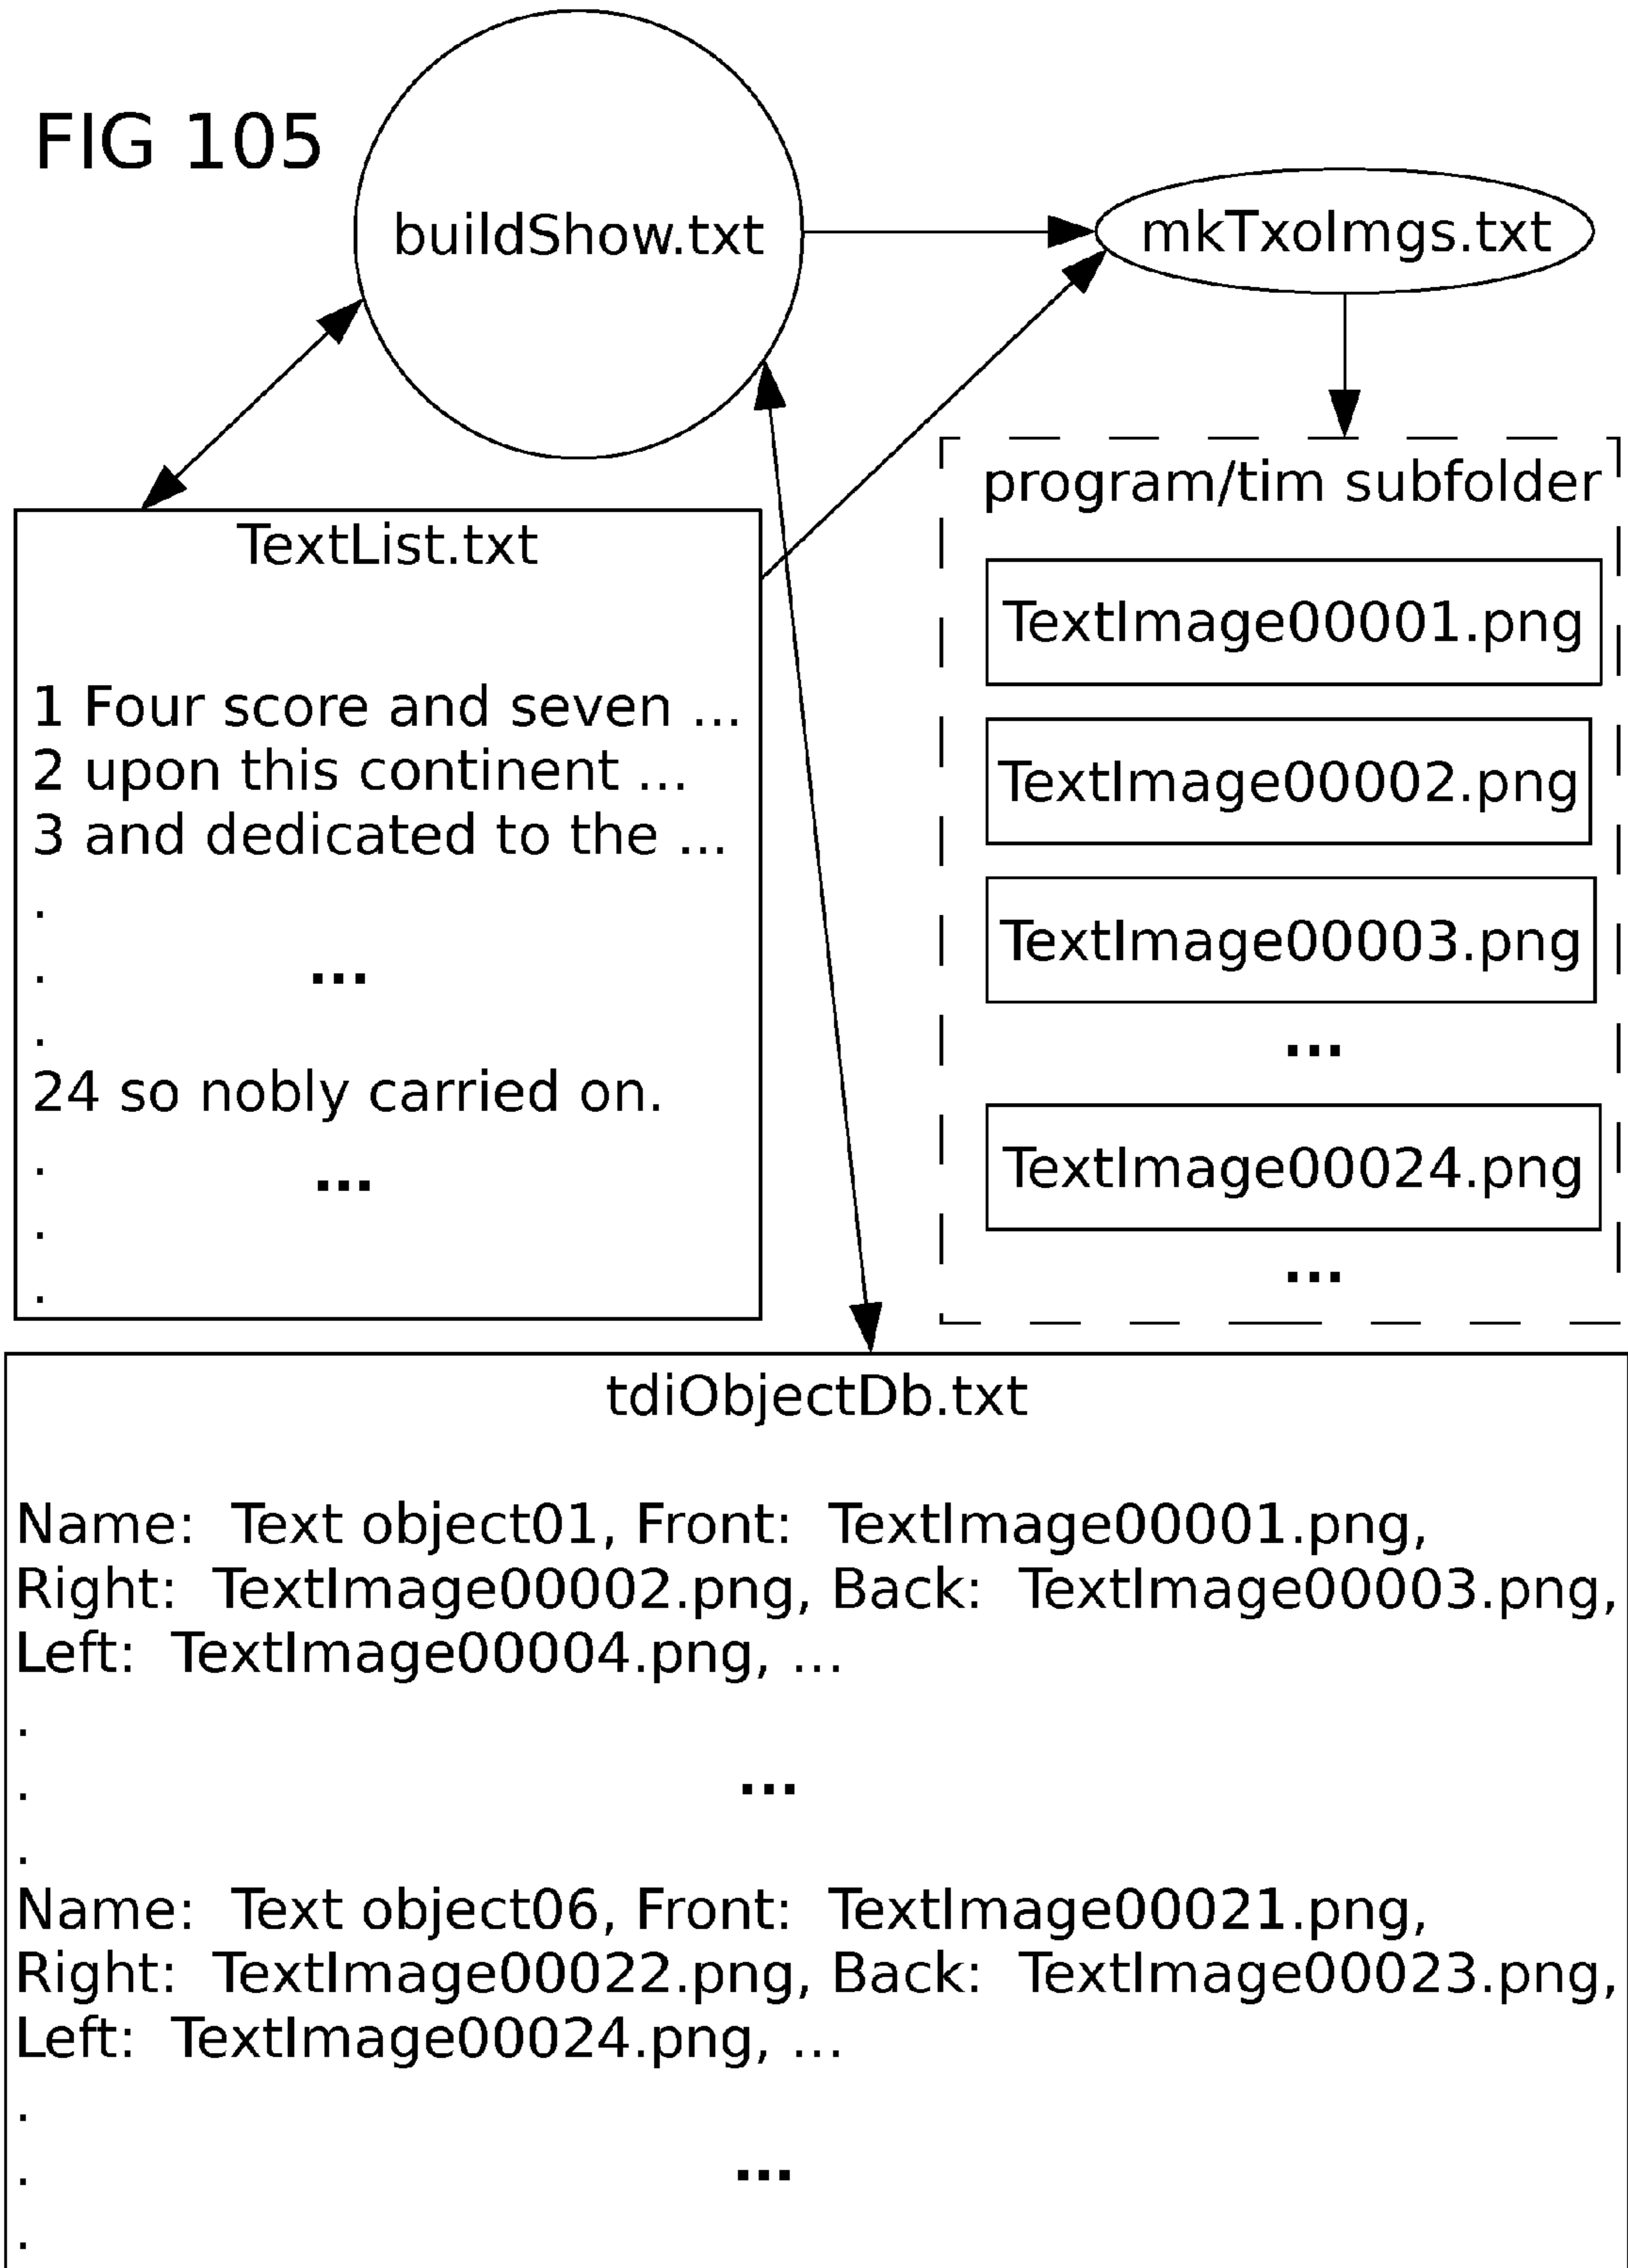 FIG 105
buildShow.txt
mkTxoImgs.txt
TextList.txt
1 Four score and seven ...
2 upon this continent ...
3 and dedicated to the ...
.
. ...
.
24 so nobly carried on.
. ...
.
.
program/tim subfolder
TextImage00001.png
TextImage00002.png
TextImage00003.png
...
TextImage00024.png
...
tdiObjectDb.txt
Name:  Text object01, Front:  TextImage00001.png,
Right:  TextImage00002.png, Back:  TextImage00003.png,
Left:  TextImage00004.png, ...
.
. ...
.
Name:  Text object06, Front:  TextImage00021.png,
Right:  TextImage00022.png, Back:  TextImage00023.png,
Left:  TextImage00024.png, ...
.
. ...
.